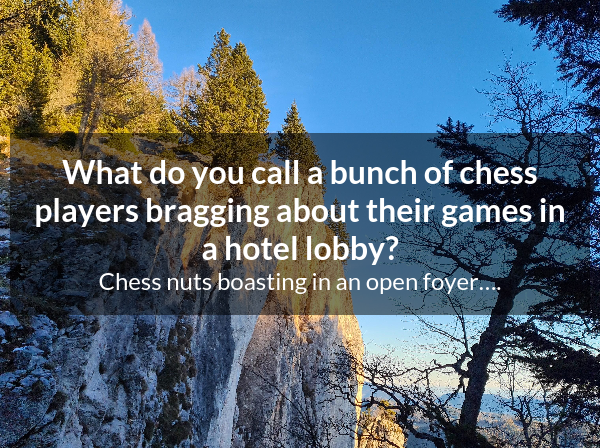 What do you call a bunch of chess
players bragging about their games in
a hotel lobby?
Chess nuts boasting in an open foyer....